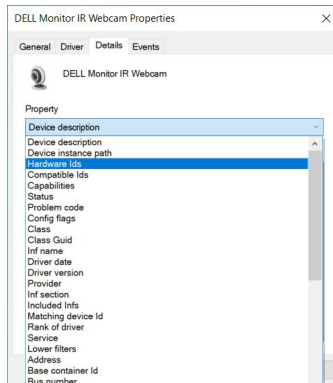 DELL Monitor IR Webcam Properties
General Driver Details Events
DELL Monitor IR Webcam
Property
Device description
Device description
Device instance path
Hardware Ids
Compatible Ids
Capabilities
Status
Problem code
Config flags
Class
Class Guid
Inf name
Driver date
Driver version
Provider
Inf section
Included Infs
Matching device Id
Rank of driver
Service
Lower filters
Address
Base container Id
Bus number